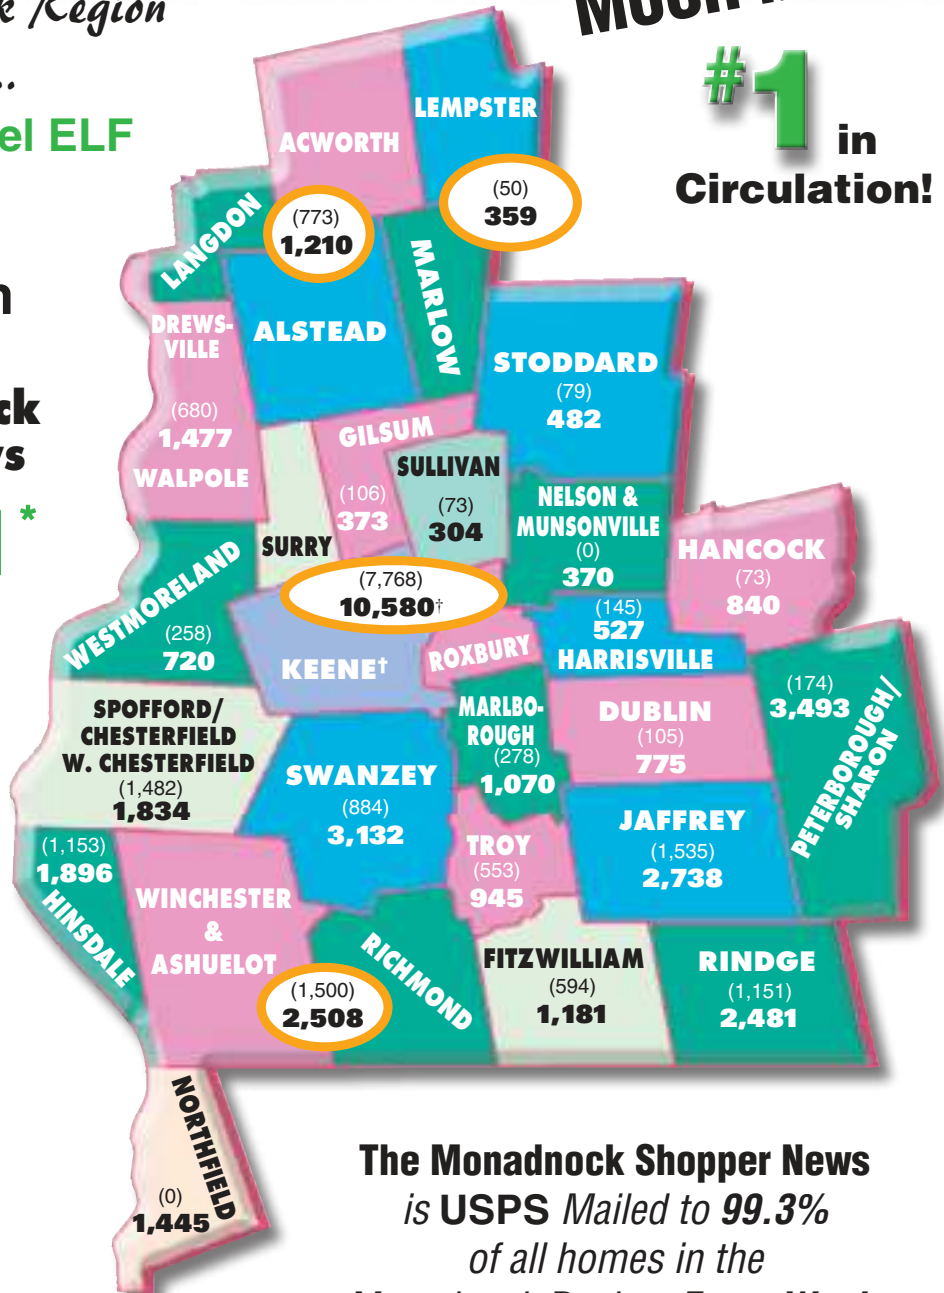 Region
MUCH
...
el ELF
#1 in
Circulation!
ck
*
LEMPSTER
(50)
359
ACWORTH
LANGDON
(773)
1,210
MARLOW
ALSTEAD
DREWS-
VILLE
(680)
1,477
WALPOLE
STODDARD
(79)
482
GILSUM
(106)
373
SULLIVAN
(73)
304
SURRY
NELSON &
MUNSONVILLE
(0)
370
HANCOCK
(73)
840
WESTMORELAND
(258)
720
(7,768)
10,580†
KEENE†
ROXBURY
(145)
527
HARRISVILLE
SPOFFORD/
CHESTERFIELD
W. CHESTERFIELD
(1,482)
1,834
SWANZEY
(884)
3,132
MARLBO-
ROUGH
(278)
1,070
DUBLIN
(105)
775
(174)
3,493
PETERBOROUGH/
SHARON
TROY
(553)
945
JAFFREY
(1,535)
2,738
(1,153)
1,896
HINSDALE
WINCHESTER
&
ASHUELOT
(1,500)
2,508
RICHMOND
FITZWILLIAM
(594)
1,181
RINDGE
(1,151)
2,481
NORTHFIELD
(0)
1,445
The Monadnock Shopper News
is USPS Mailed to 99.3%
of all homes in the